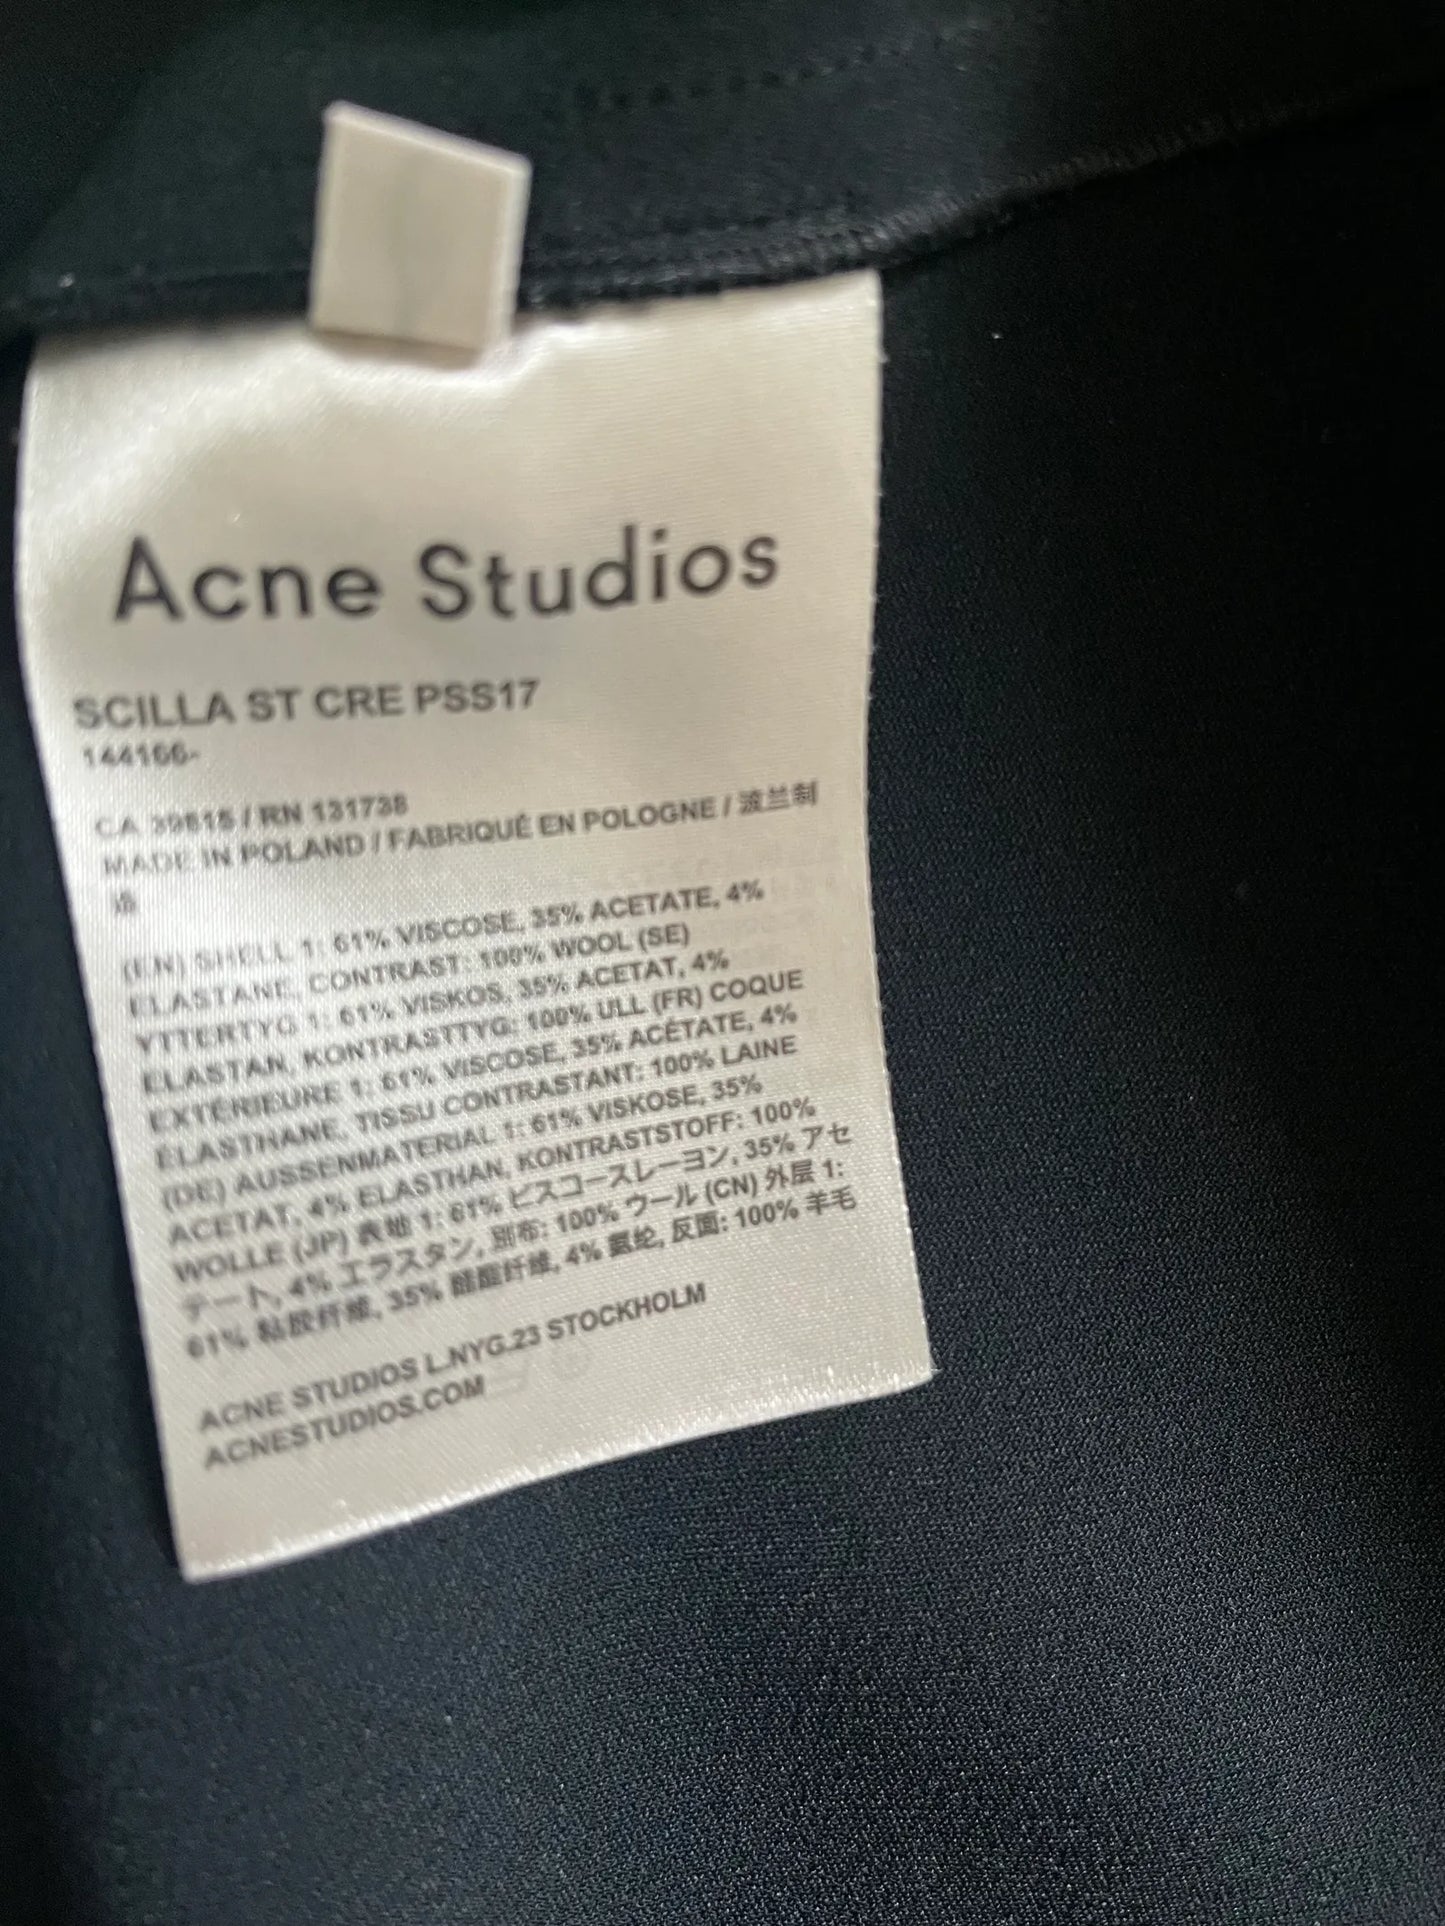 Acne Studios
SCILLA ST CRE PSS17
144166-
CA 39815 / RN 131738
MADE IN POLAND / FABRIQUÉ EN POLOGNE / 波兰制
造
(EN) SHELL 1: 61% VISCOSE, 35% ACETATE, 4%
ELASTANE, CONTRAST: 100% WOOL (SE)
YTTERTYG 1: 61% VISKOS, 35% ACETAT, 4%
ELASTAN, KONTRASTTYG: 100% ULL (FR) COQUE
EXTÉRIEURE 1: 61% VISCOSE, 35% ACÉTATE, 4%
ÉLASTHANE, TISSU CONTRASTANT: 100% LAINE
(DE) AUSSENMATERIAL 1: 61% VISKOSE, 35%
ACETAT, 4% ELASTHAN, KONTRASTSTOFF: 100%
WOLLE (JP) 表地 1: 61% ビスコースレーヨン, 35% アセ
テート, 4% エラスタン, 別布: 100% ウール (CN) 外层 1:
61% 粘胶纤维, 35% 醋酯纤维, 4% 氨纶, 反面: 100% 羊毛
ACNE STUDIOS L.NYG.23 STOCKHOLM
ACNESTUDIOS.COM